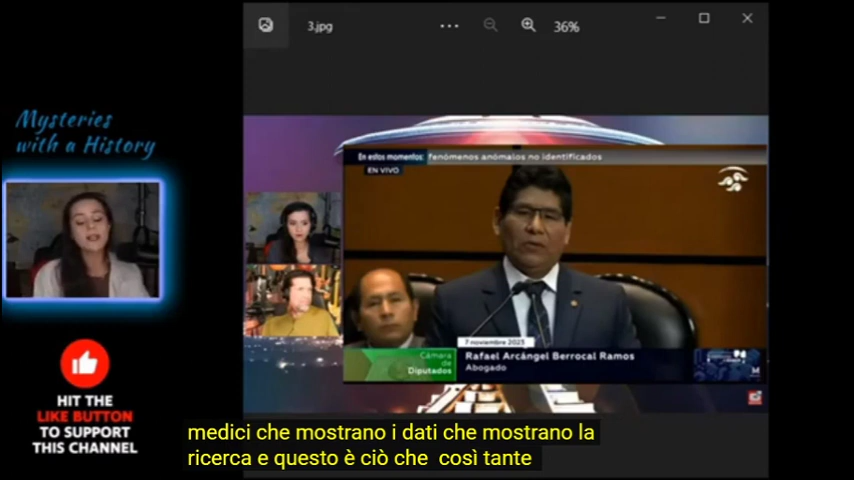 3.jpg
36%
Mysteries
with a History
En estos momentos: fenómenos anómalos no identificados
EN VIVO
7 noviembre 2023
Cámara
de
Diputados
Rafael Arcángel Berrocal Ramos
Abogado
HIT THE
LIKE BUTTON
TO SUPPORT
THIS CHANNEL
medici che mostrano i dati che mostrano la
ricerca e questo è ciò che così tante